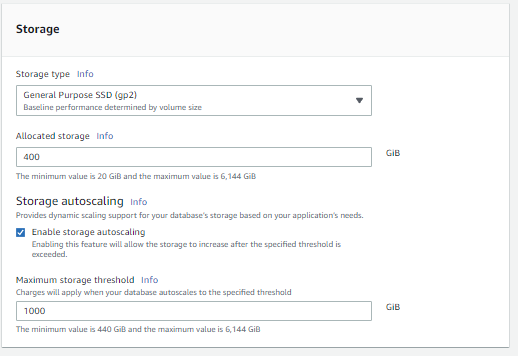 Storage
Storage type Info
General Purpose SSD (gp2)
Baseline performance determined by volume size
Allocated storage Info
400
GiB
The minimum value is 20 GiB and the maximum value is 6,144 GiB
Storage autoscaling Info
Provides dynamic scaling support for your database's storage based on your application's needs.
Enable storage autoscaling
Enabling this feature will allow the storage to increase after the specified threshold is
exceeded.
Maximum storage threshold Info
Charges will apply when your database autoscales to the specified threshold
1000
GiB
The minimum value is 440 GiB and the maximum value is 6,144 GiB